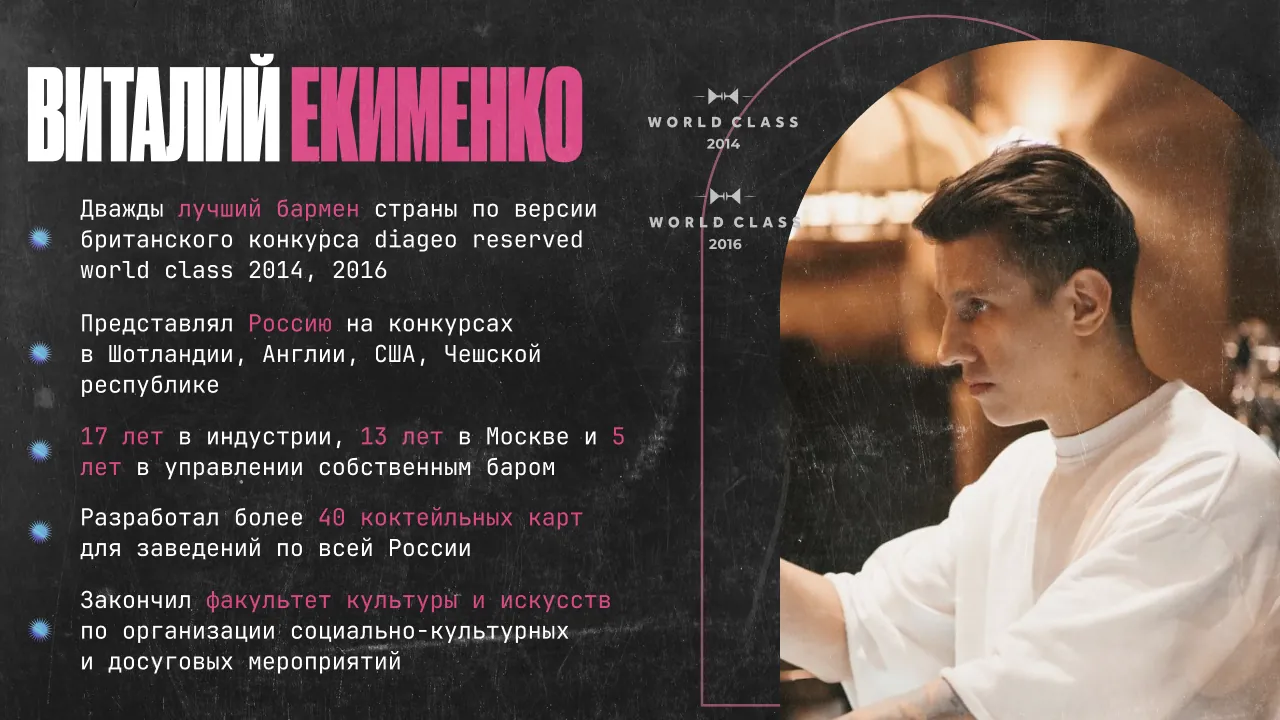 ВИТАЛИЙ ЕКИМЕНКО
WORLD CLASS
2014
WORLD CLASS
2016
Дважды лучший бармен страны по версии
британского конкурса diageo reserved
world class 2014, 2016
Представлял Россию на конкурсах
в Шотландии, Англии, США, Чешской
республике
17 лет в индустрии, 13 лет в Москве и 5
лет в управлении собственным баром
Разработал более 40 коктейльных карт
для заведений по всей России
Закончил факультет культуры и искусств
по организации социально-культурных
и досуговых мероприятий